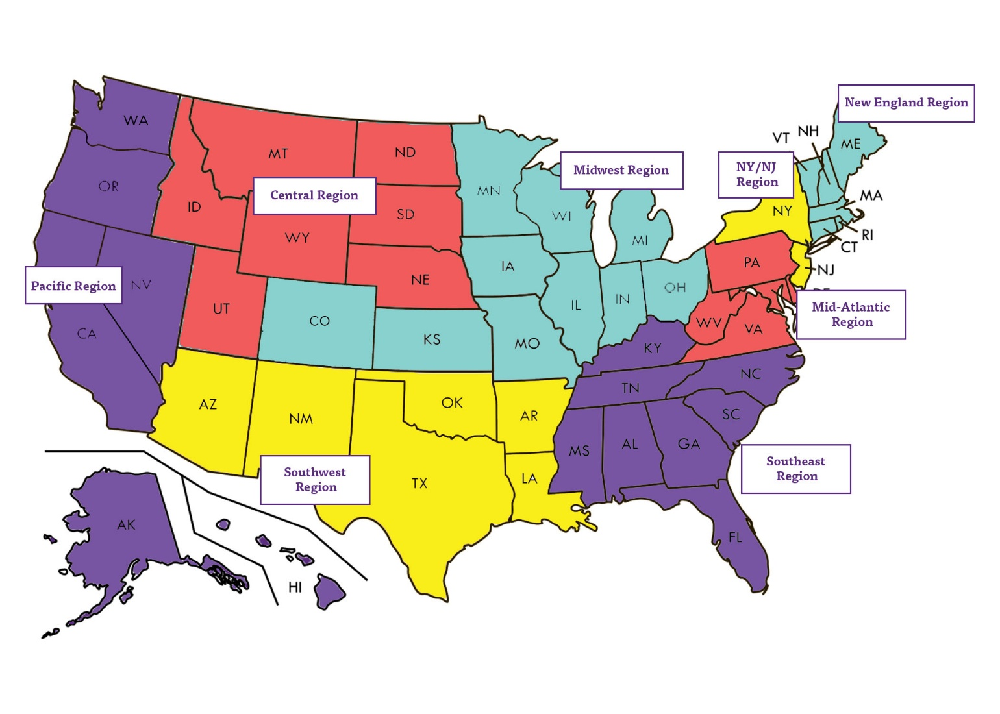 New England Region
WA
VT
NH
ME
MT
ND
OR
MN
Midwest Region
NY/NJ
Region
Central Region
MA
ID
SD
WI
NY
WY
MI
RI
CT
IA
PA
NJ
Pacific Region
NV
NE
OH
UT
CO
IL
IN
Mid-Atlantic
Region
CA
KS
MO
WV
VA
KY
NC
TN
AZ
NM
OK
AR
SC
MS
AL
GA
Southwest
Region
TX
LA
Southeast
Region
AK
FL
HI